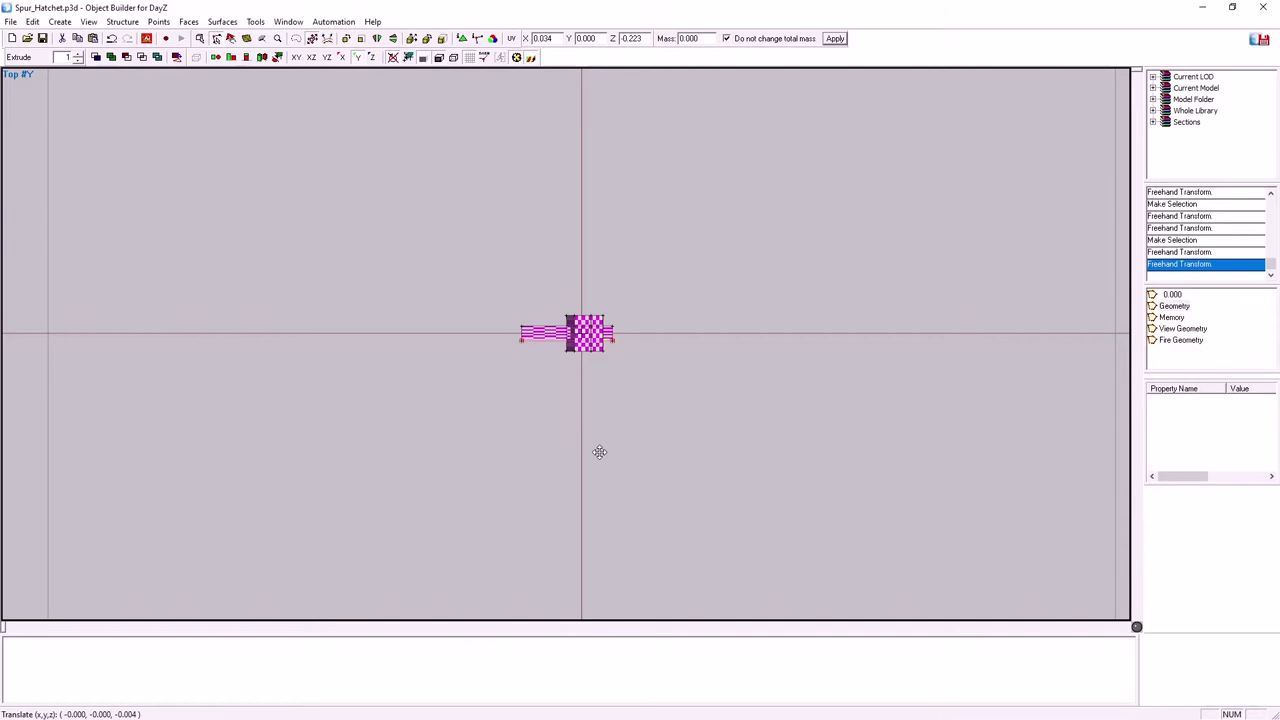 Spur_Hatchet.p3d - Object Builder for DayZ
File Edit Create View Structure Points Faces Surfaces Tools Window Automation Help
UV X 0.034 Y 0.000 Z -0.223 Mass: 0.000 Do not change total mass Apply
Extrude 1 XY XZ YZ X Y Z
Top #Y
Current LOD
Current Model
Model Folder
Whole Library
Sections
Freehand Transform.
Make Selection
Freehand Transform.
Freehand Transform.
Make Selection
Freehand Transform.
Freehand Transform.
0.000
Geometry
Memory
View Geometry
Fire Geometry
Property Name Value
Translate (x,y,z): ( -0.000, -0.000, -0.004 )
NUM